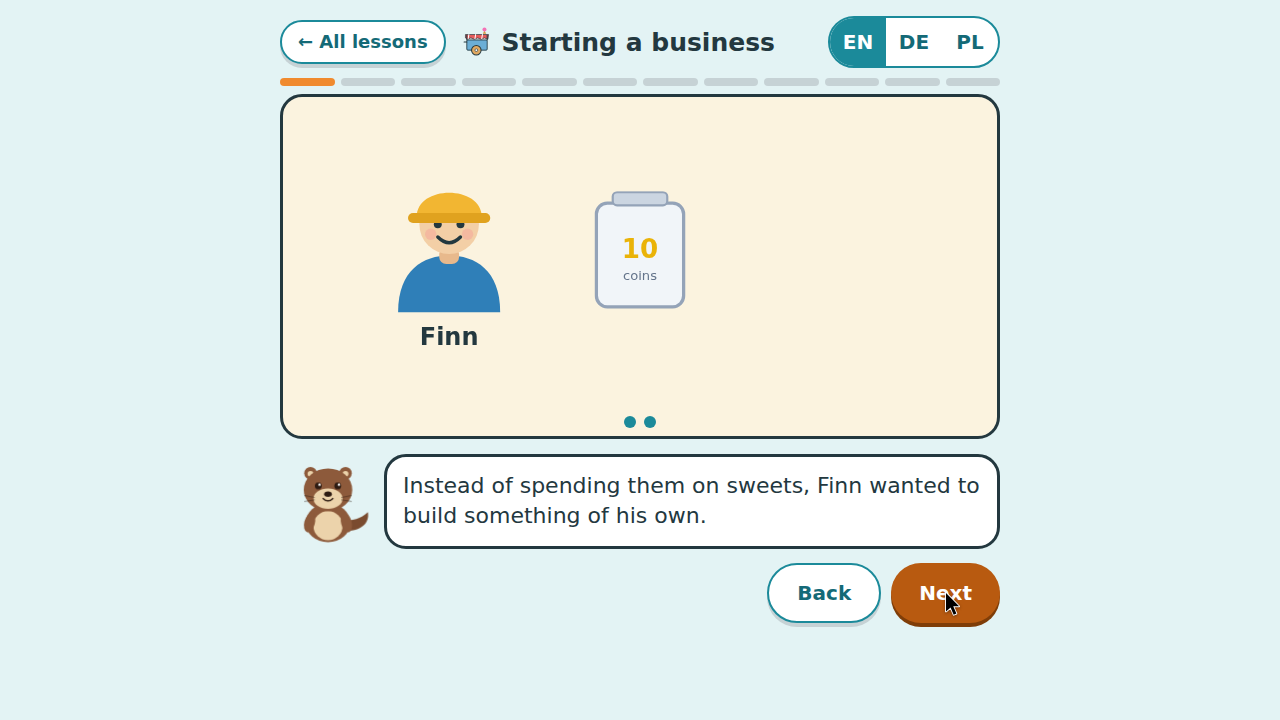 ← All lessons
Starting a business
EN DE PL
10
coins
Finn
Instead of spending them on sweets, Finn wanted to
build something of his own.
Back
Next